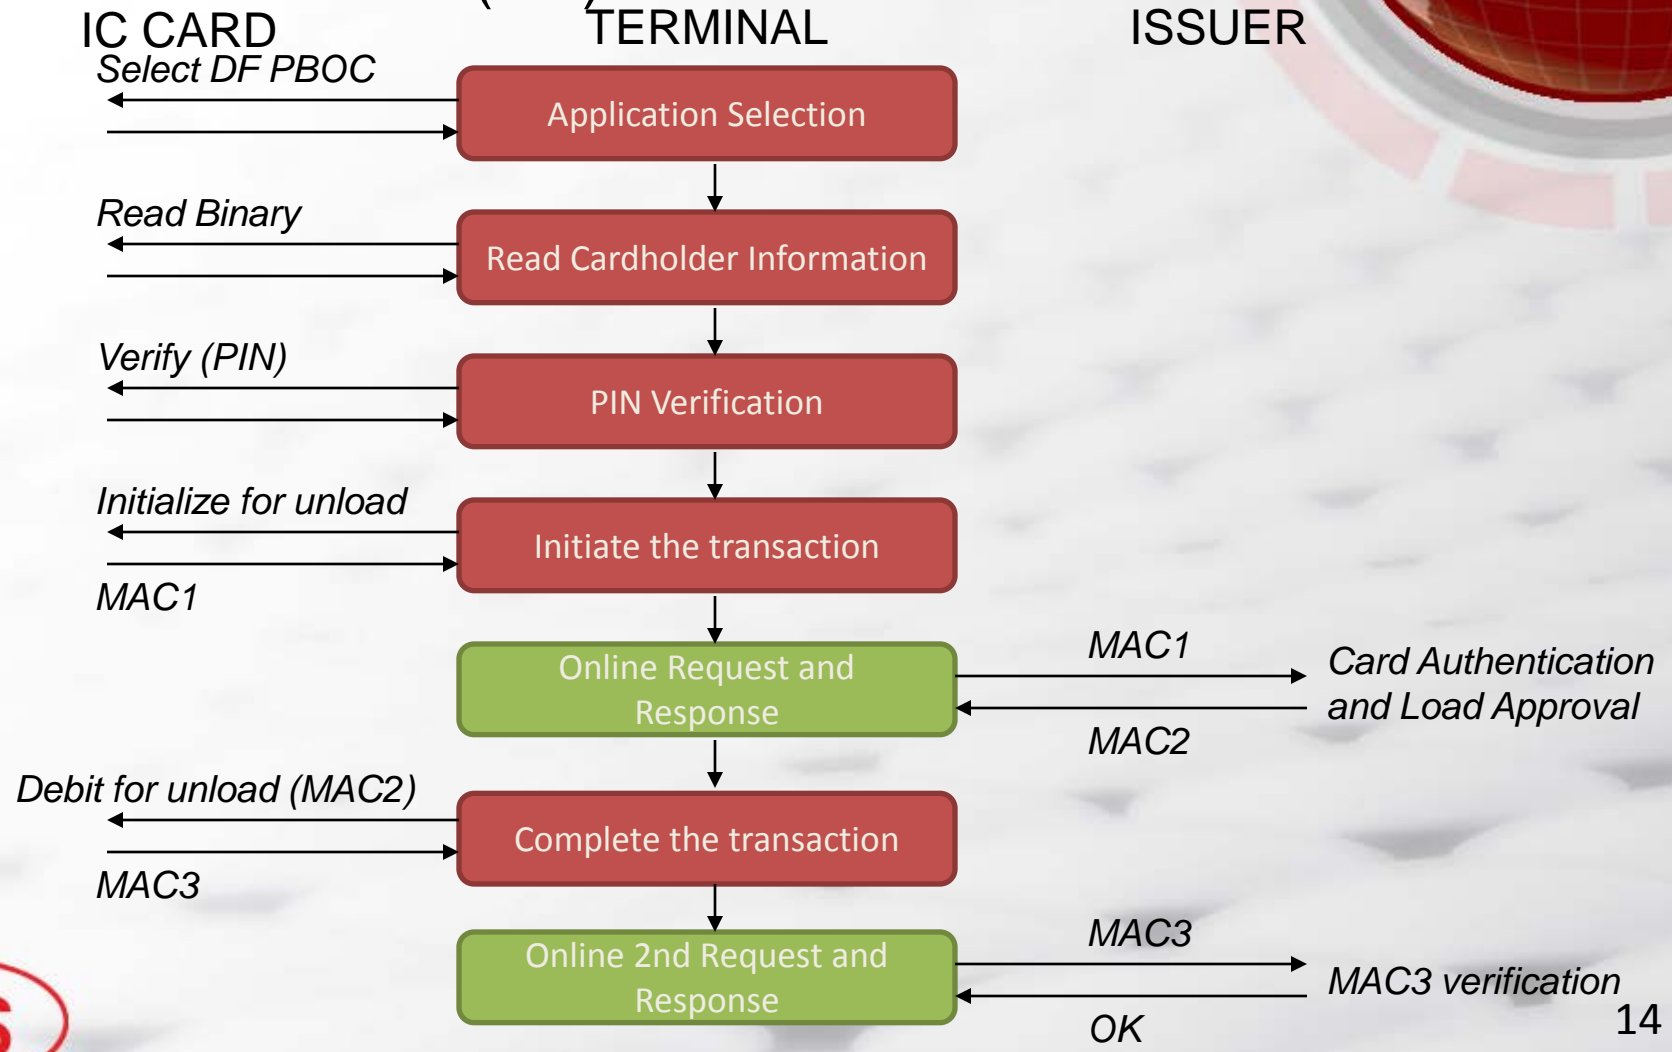 IC CARD
TERMINAL
ISSUER
Select DF PBOC
Application Selection
Read Binary
Read Cardholder Information
Verify (PIN)
PIN Verification
Initialize for unload
Initiate the transaction
MAC1
Online Request and
Response
MAC1
MAC2
Card Authentication
and Load Approval
Debit for unload (MAC2)
Complete the transaction
MAC3
Online 2nd Request and
Response
MAC3
OK
MAC3 verification
14